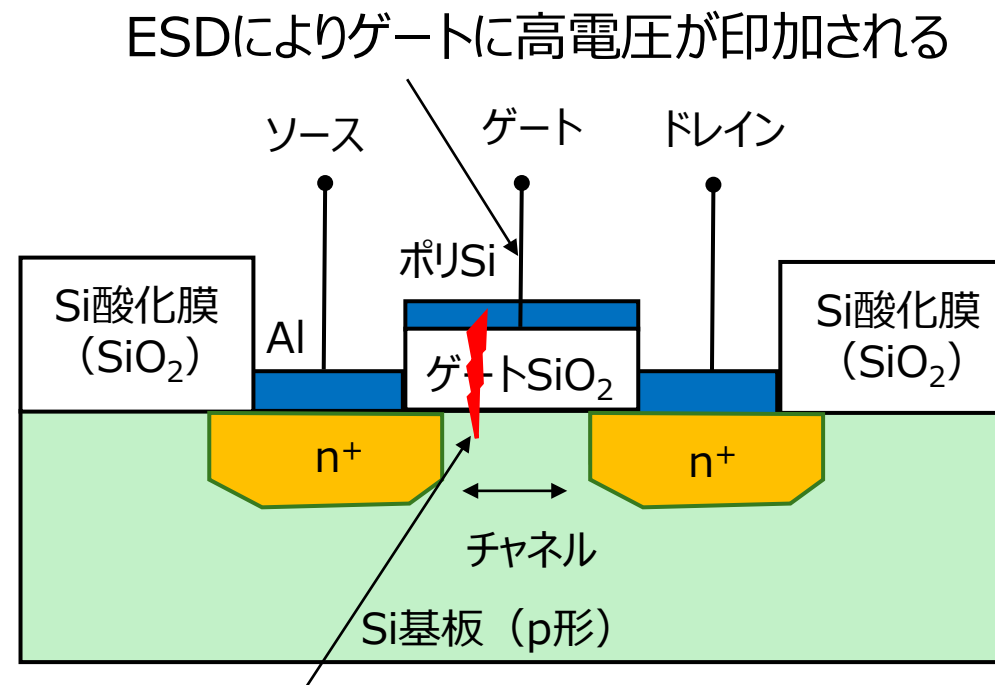 ESDによりゲートに高電圧が印加される
ソース
ゲート
ドレイン
ポリSi
Si酸化膜
（SiO₂）
Al
ゲートSiO₂
Si酸化膜
（SiO₂）
n⁺
n⁺
チャネル
Si基板（p形）